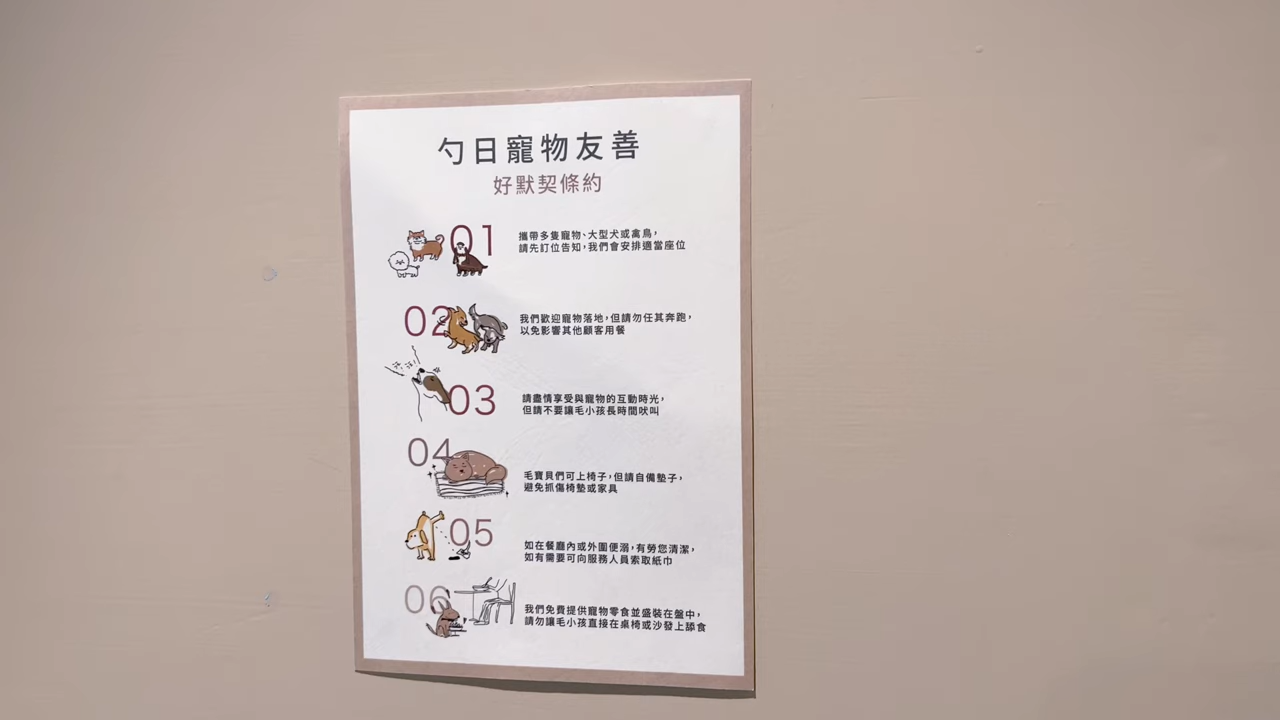 勺日寵物友善
好默契條約
01
攜帶多隻寵物、大型犬或禽鳥，
請先訂位告知，我們會安排適當座位
02
我們歡迎寵物落地，但請勿任其奔跑，
以免影響其他顧客用餐
03
請盡情享受與寵物的互動時光，
但請不要讓毛小孩長時間吠叫
04
毛寶貝們可上椅子，但請自備墊子，
避免抓傷椅墊或家具
05
如在餐廳內或外圍便溺，有勞您清潔，
如有需要可向服務人員索取紙巾
06
我們免費提供寵物零食並盛裝在盤中，
請勿讓毛小孩直接在桌椅或沙發上舔食